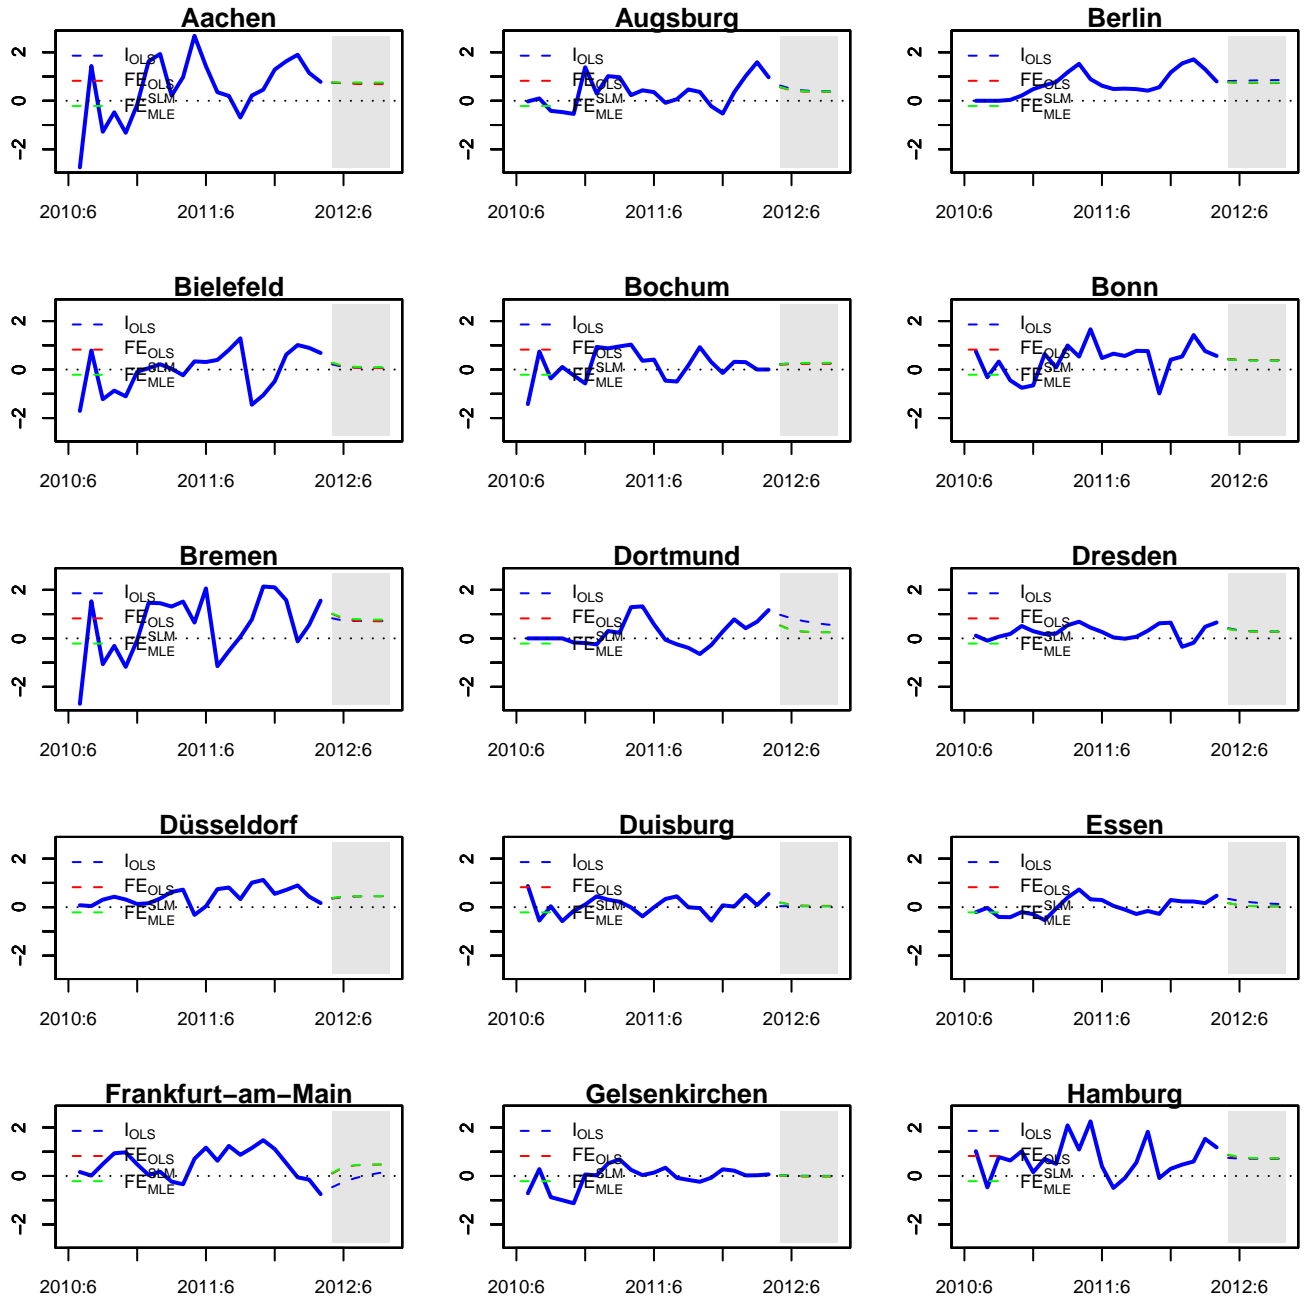 Aachen Augsburg Berlin
2 I_OLS 2 I_OLS 2 I_OLS
FE_OLS FE_OLS FE_OLS
0 FE^SLM_MLE 0 FE^SLM_MLE 0 FE^SLM_MLE
−2 −2 −2
2010:6 2011:6 2012:6 2010:6 2011:6 2012:6 2010:6 2011:6 2012:6
Bielefeld Bochum Bonn
2 I_OLS 2 I_OLS 2 I_OLS
FE_OLS FE_OLS FE_OLS
0 FE^SLM_MLE 0 FE^SLM_MLE 0 FE^SLM_MLE
−2 −2 −2
2010:6 2011:6 2012:6 2010:6 2011:6 2012:6 2010:6 2011:6 2012:6
Bremen Dortmund Dresden
2 I_OLS 2 I_OLS 2 I_OLS
FE_OLS FE_OLS FE_OLS
0 FE^SLM_MLE 0 FE^SLM_MLE 0 FE^SLM_MLE
−2 −2 −2
2010:6 2011:6 2012:6 2010:6 2011:6 2012:6 2010:6 2011:6 2012:6
Düsseldorf Duisburg Essen
2 I_OLS 2 I_OLS 2 I_OLS
FE_OLS FE_OLS FE_OLS
0 FE^SLM_MLE 0 FE^SLM_MLE 0 FE^SLM_MLE
−2 −2 −2
2010:6 2011:6 2012:6 2010:6 2011:6 2012:6 2010:6 2011:6 2012:6
Frankfurt−am−Main Gelsenkirchen Hamburg
2 I_OLS 2 I_OLS 2 I_OLS
FE_OLS FE_OLS FE_OLS
0 FE^SLM_MLE 0 FE^SLM_MLE 0 FE^SLM_MLE
−2 −2 −2
2010:6 2011:6 2012:6 2010:6 2011:6 2012:6 2010:6 2011:6 2012:6